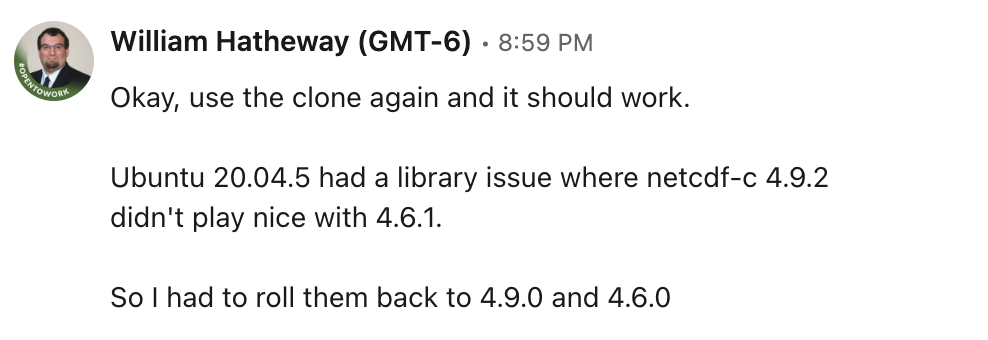 William Hatheway (GMT-6) • 8:59 PM
#OPENTOWORK
Okay, use the clone again and it should work.
Ubuntu 20.04.5 had a library issue where netcdf-c 4.9.2
didn't play nice with 4.6.1.
So I had to roll them back to 4.9.0 and 4.6.0